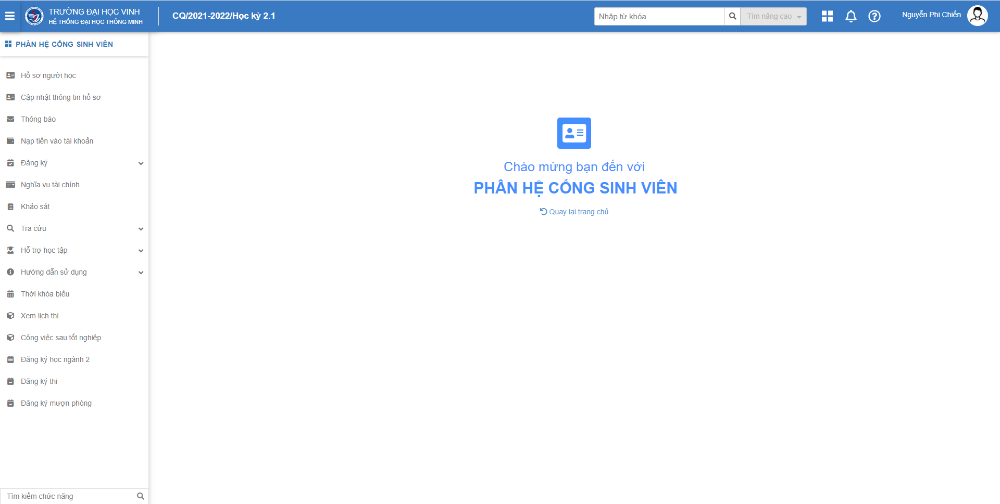 TRƯỜNG ĐẠI HỌC VINH
HỆ THỐNG ĐẠI HỌC THÔNG MINH
CQ/2021-2022/Học kỳ 2.1
Nhập từ khóa
Tìm nâng cao
Nguyễn Phi Chiến
PHÂN HỆ CỔNG SINH VIÊN
Hồ sơ người học
Cập nhật thông tin hồ sơ
Thông báo
Nạp tiền vào tài khoản
Đăng ký
Nghĩa vụ tài chính
Khảo sát
Tra cứu
Hỗ trợ học tập
Hướng dẫn sử dụng
Thời khóa biểu
Xem lịch thi
Công việc sau tốt nghiệp
Đăng ký học ngành 2
Đăng ký thi
Đăng ký mượn phòng
Tìm kiếm chức năng
Chào mừng bạn đến với
PHÂN HỆ CỔNG SINH VIÊN
Quay lại trang chủ